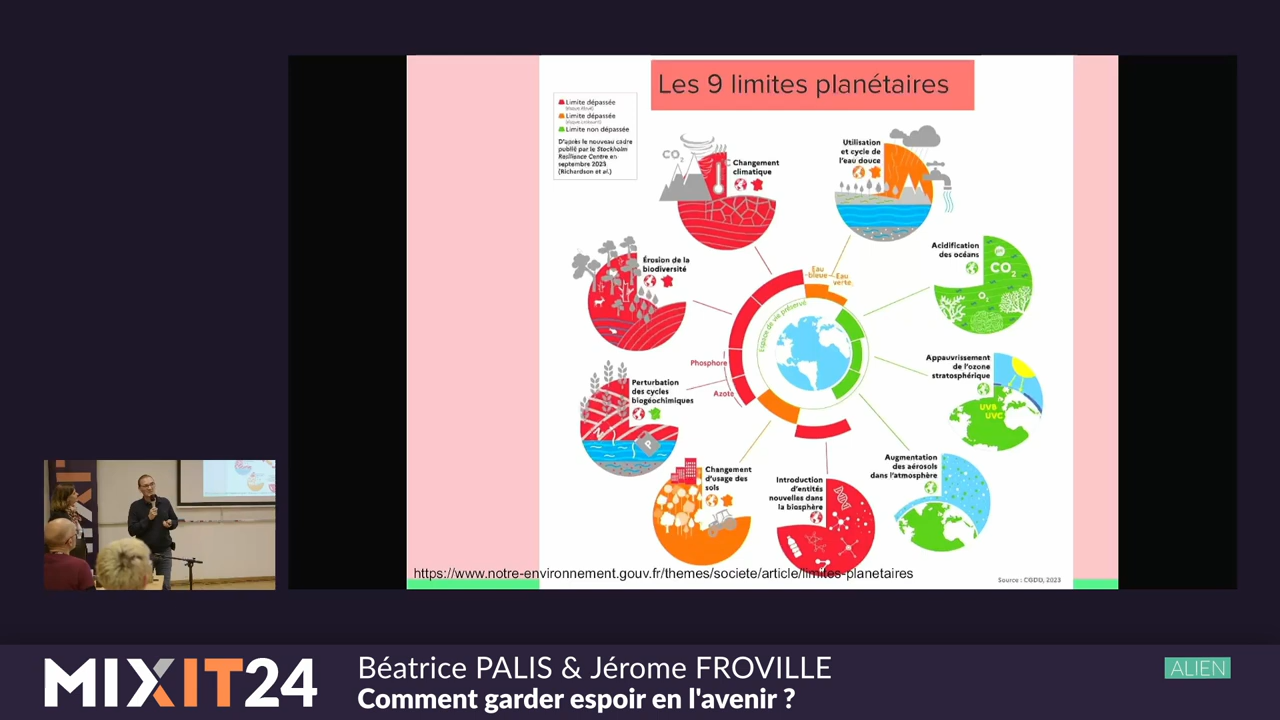 Les 9 limites planétaires
Limite dépassée
Limite dépassée
Limite non dépassée
D'après le nouveau cadre
publié par le Stockholm
Resilience Centre en
septembre 2023
(Richardson et al.)
CO2
Changement
climatique
Utilisation
et cycle de
l'eau douce
Érosion de la
biodiversité
Acidification
des océans
CO2
Eau
bleue
Eau
verte
Espace de vie préservé
Phosphore
Azote
Perturbation
des cycles
biogéochimiques
P
Appauvrissement
de l'ozone
stratosphérique
UVB
UVC
Changement
d'usage des
sols
Introduction
d'entités
nouvelles dans
la biosphère
Augmentation
des aérosols
dans l'atmosphère
https://www.notre-environnement.gouv.fr/themes/societe/article/limites-planetaires
Source : CGDD, 2023
MIXIT24
Béatrice PALIS & Jérome FROVILLE
Comment garder espoir en l'avenir ?
ALIEN